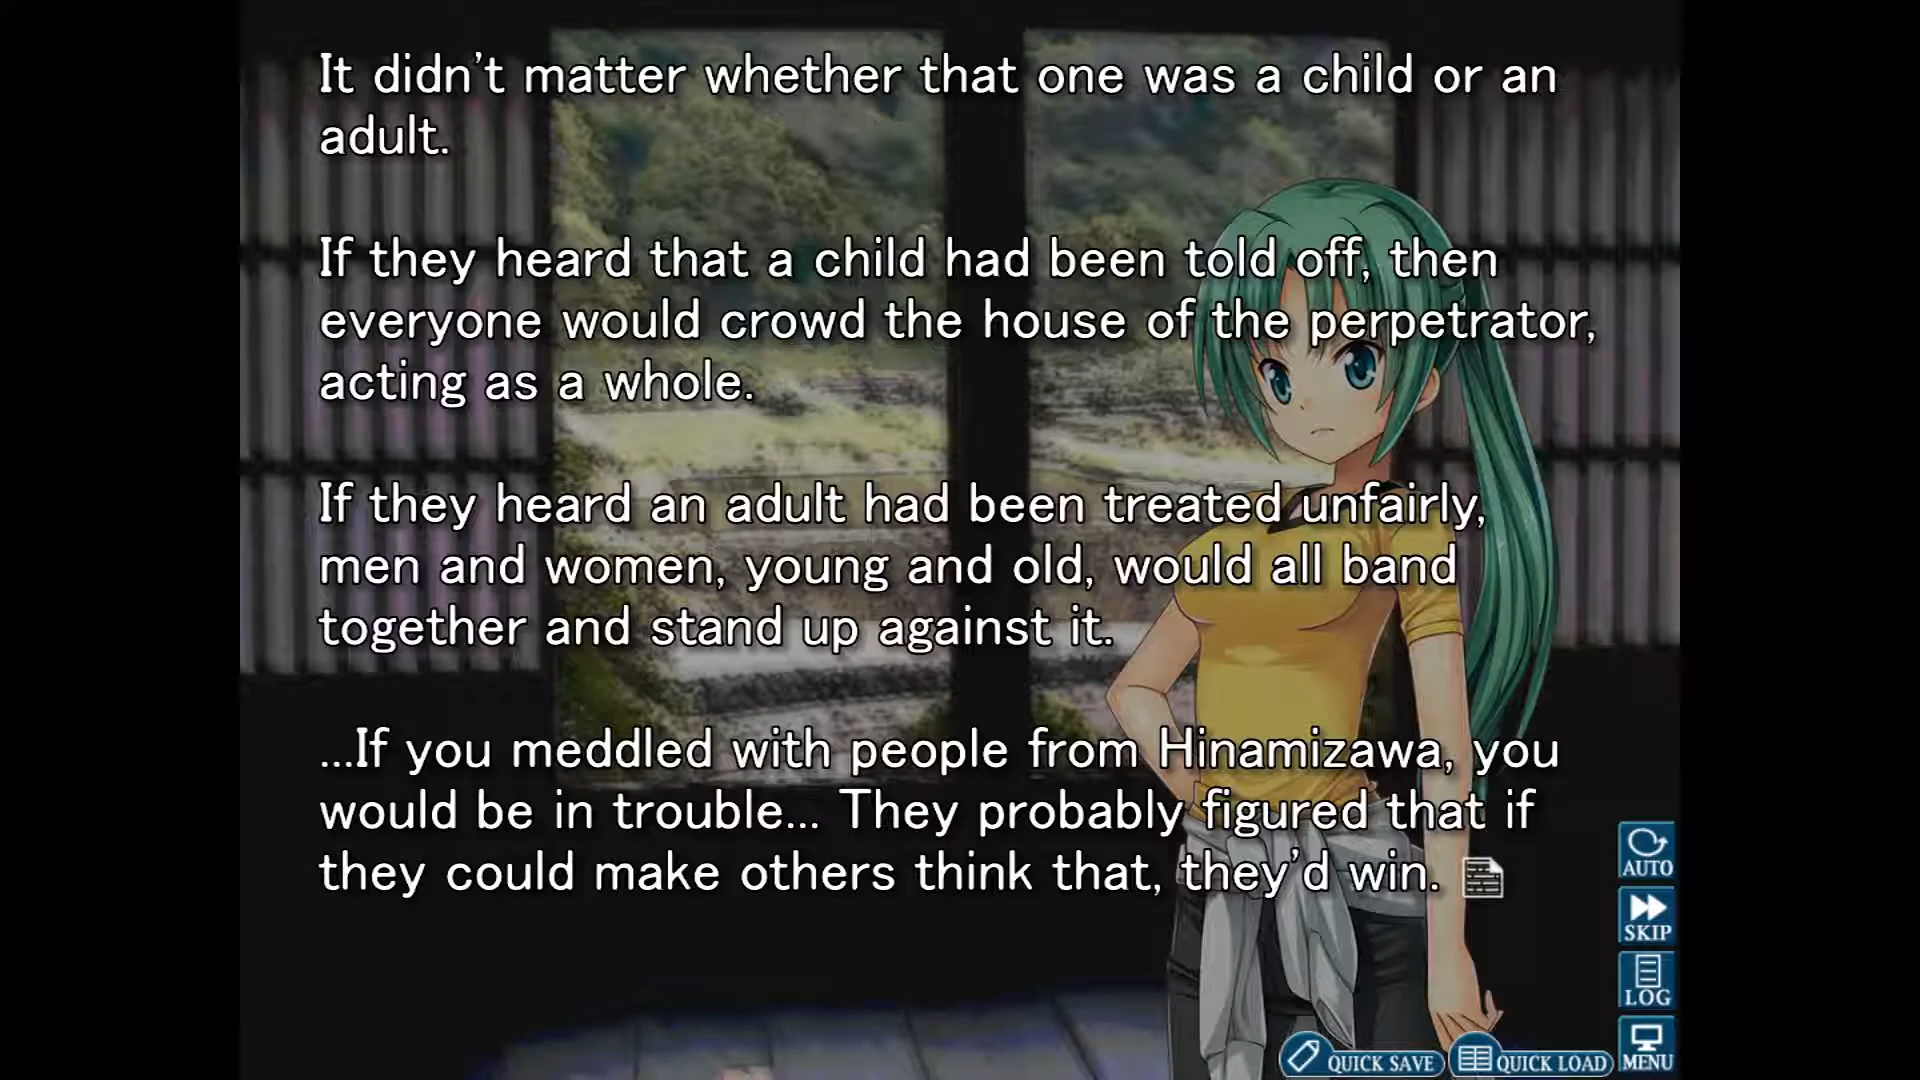 It didn't matter whether that one was a child or an
adult.
If they heard that a child had been told off, then
everyone would crowd the house of the perpetrator,
acting as a whole.
If they heard an adult had been treated unfairly,
men and women, young and old, would all band
together and stand up against it.
...If you meddled with people from Hinamizawa, you
would be in trouble... They probably figured that if
they could make others think that, they'd win.
AUTO
SKIP
LOG
MENU
QUICK SAVE
QUICK LOAD